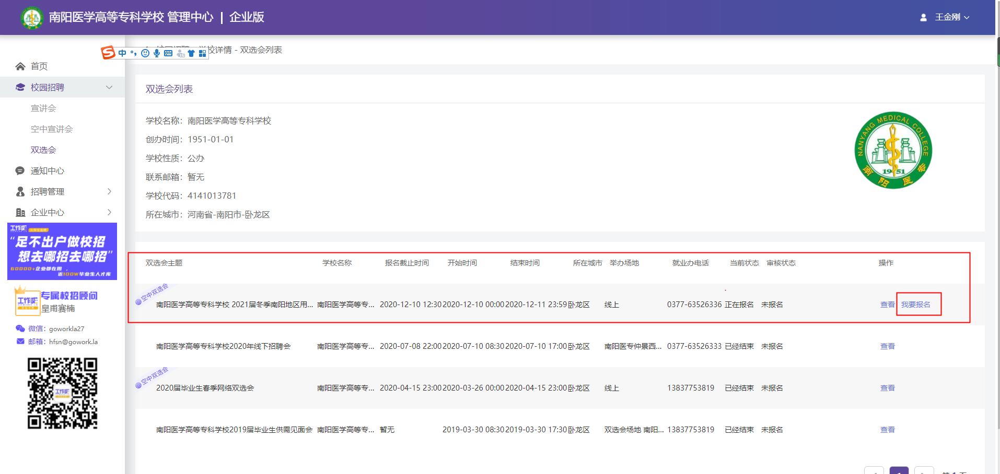 南阳医学高等专科学校 管理中心 | 企业版
王金刚
中
校详情 - 双选会列表
首页
校园招聘
宣讲会
空中宣讲会
双选会
通知中心
招聘管理
企业中心
工作啦
“足不出户做校招
想去哪招去哪招”
60000+企业都在用，
近100W毕业生人才库
工作啦
专属校招顾问
皇甫赛楠
微信：goworkla27
邮箱：hfsn@gowork.la
工作啦
双选会列表
学校名称：南阳医学高等专科学校
创办时间：1951-01-01
学校性质：公办
联系邮箱：暂无
学校代码：4141013781
所在城市：河南省-南阳市-卧龙区
NANYANG MEDICAL COLLEGE
1951
南阳医专
双选会主题 学校名称 报名截止时间 开始时间 结束时间 所在城市 举办场地 就业办电话 当前状态 审核状态 操作
空中双选会
南阳医学高等专科学校 2021届冬季南阳地区用... 南阳医学高等专... 2020-12-10 12:30 2020-12-10 00:00 2020-12-11 23:59 卧龙区 线上 0377-63526336 正在报名 未报名 查看 我要报名
南阳医学高等专科学校2020年线下招聘会 南阳医学高等专... 2020-07-08 22:00 2020-07-10 08:30 2020-07-10 17:00 卧龙区 南阳医专仲景西... 0377-63526333 已经结束 未报名 查看
空中双选会
2020届毕业生春季网络双选会 南阳医学高等专... 2020-04-15 23:00 2020-03-26 00:00 2020-04-15 23:00 卧龙区 线上 13837753819 已经结束 未报名 查看
南阳医学高等专科学校2019届毕业生供需见面会 南阳医学高等专... 暂无 2019-03-30 08:30 2019-03-30 17:30 卧龙区 双选会场地 南阳... 13837753819 已经结束 未报名 查看